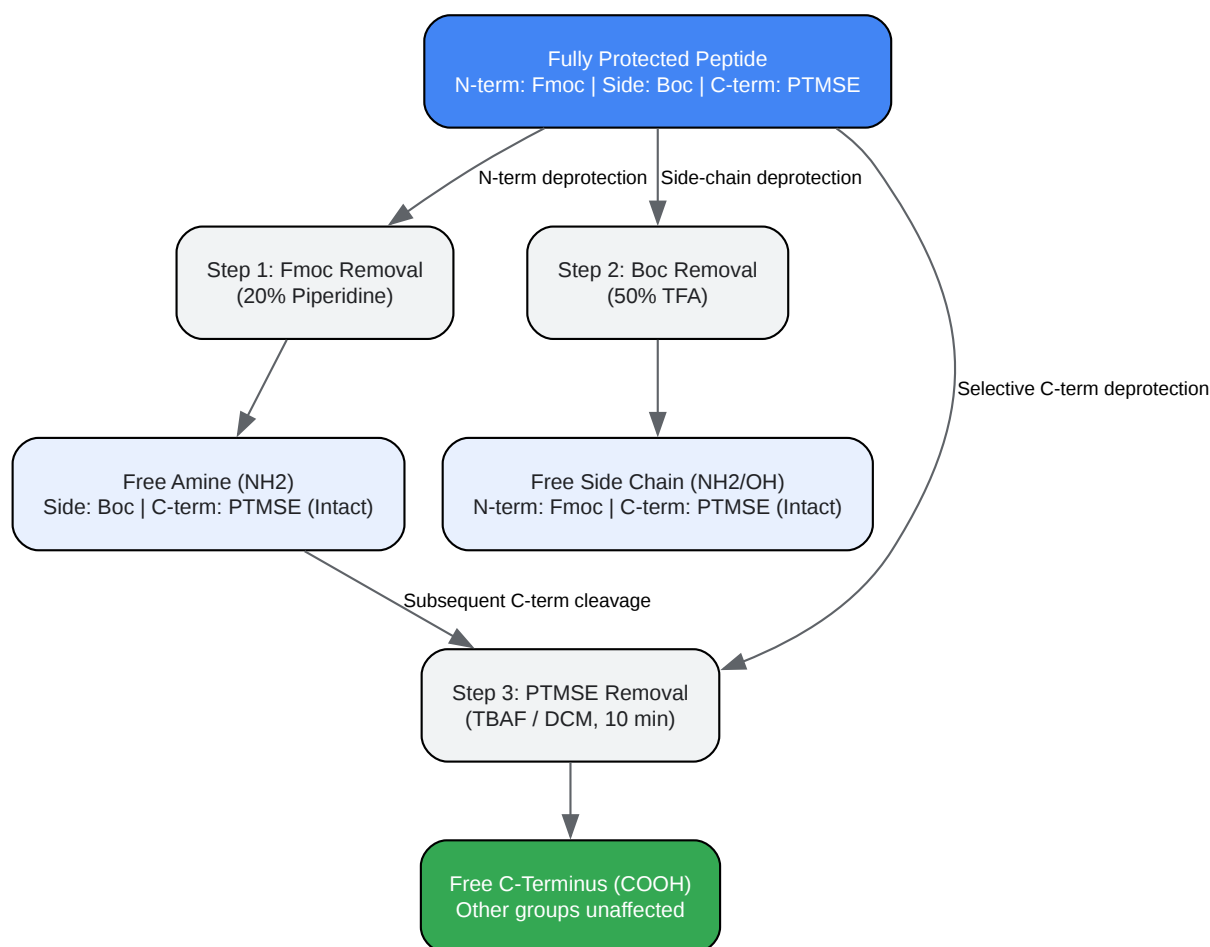 Fully Protected Peptide
N-term: Fmoc | Side: Boc | C-term: PTMSE
N-term deprotection
Side-chain deprotection
Step 1: Fmoc Removal
(20% Piperidine)
Step 2: Boc Removal
(50% TFA)
Selective C-term deprotection
Free Amine (NH2)
Side: Boc | C-term: PTMSE (Intact)
Free Side Chain (NH2/OH)
N-term: Fmoc | C-term: PTMSE (Intact)
Subsequent C-term cleavage
Step 3: PTMSE Removal
(TBAF / DCM, 10 min)
Free C-Terminus (COOH)
Other groups unaffected